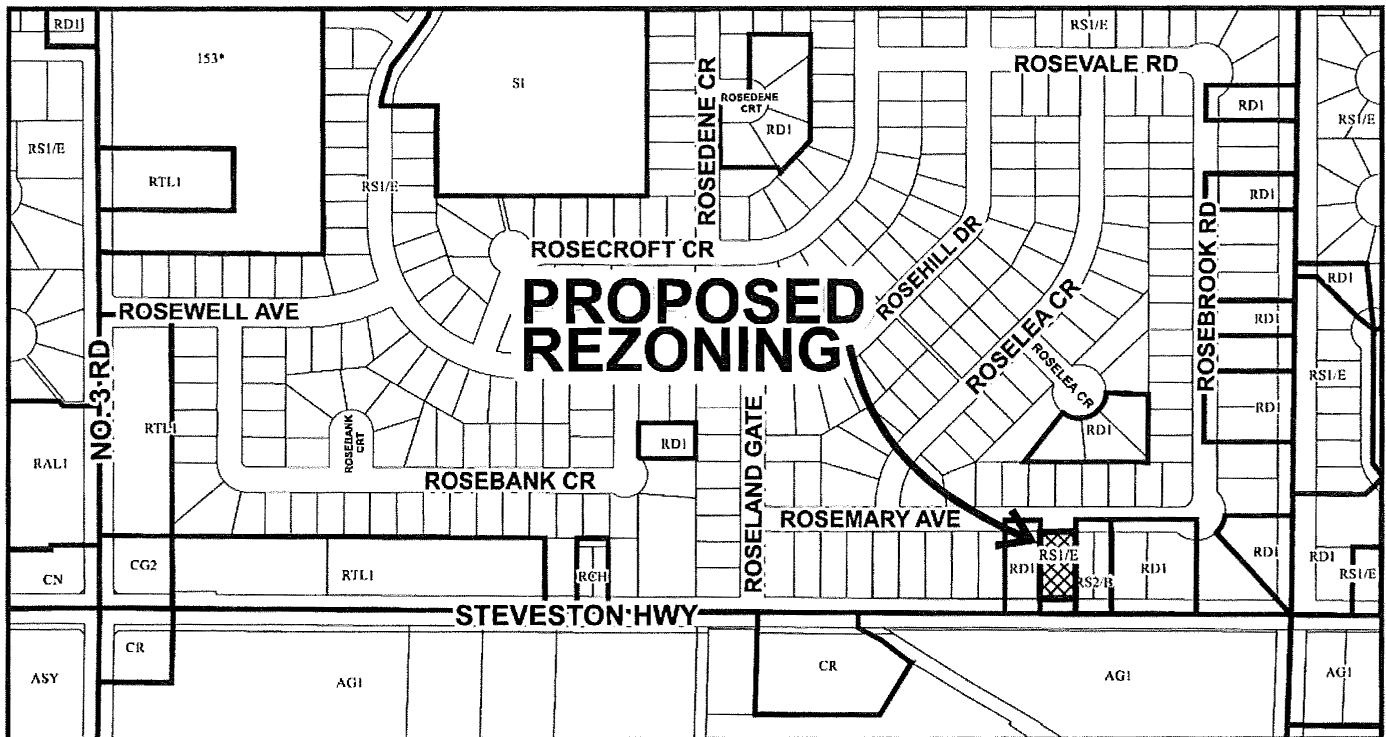 RD1
153*
S1
RS1/E
ROSEVALE RD
ROSEDENE CR
ROSEDENE
CRT
RD1
RD1
RS1/E
RS1/E
RTL1
RS1/E
RD1
ROSEBROOK RD
ROSECROFT CR
ROSEHILL DR
RD1
PROPOSED
REZONING
ROSEWELL AVE
RD1
ROSELEA CR
ROSELEA CR
NO. 3 RD
RS1/E
ROSELAND GATE
RD1
RTL1
ROSEBANK
CRT
RD1
RD1
RAL1
ROSEBANK CR
ROSEMARY AVE
RS1/E
RD1
RS2/B
RD1
RD1
RD1
RS1/E
CN
CG2
RTL1
RCH
STEVESTON HWY
CR
ASY
AG1
CR
AG1
AG1